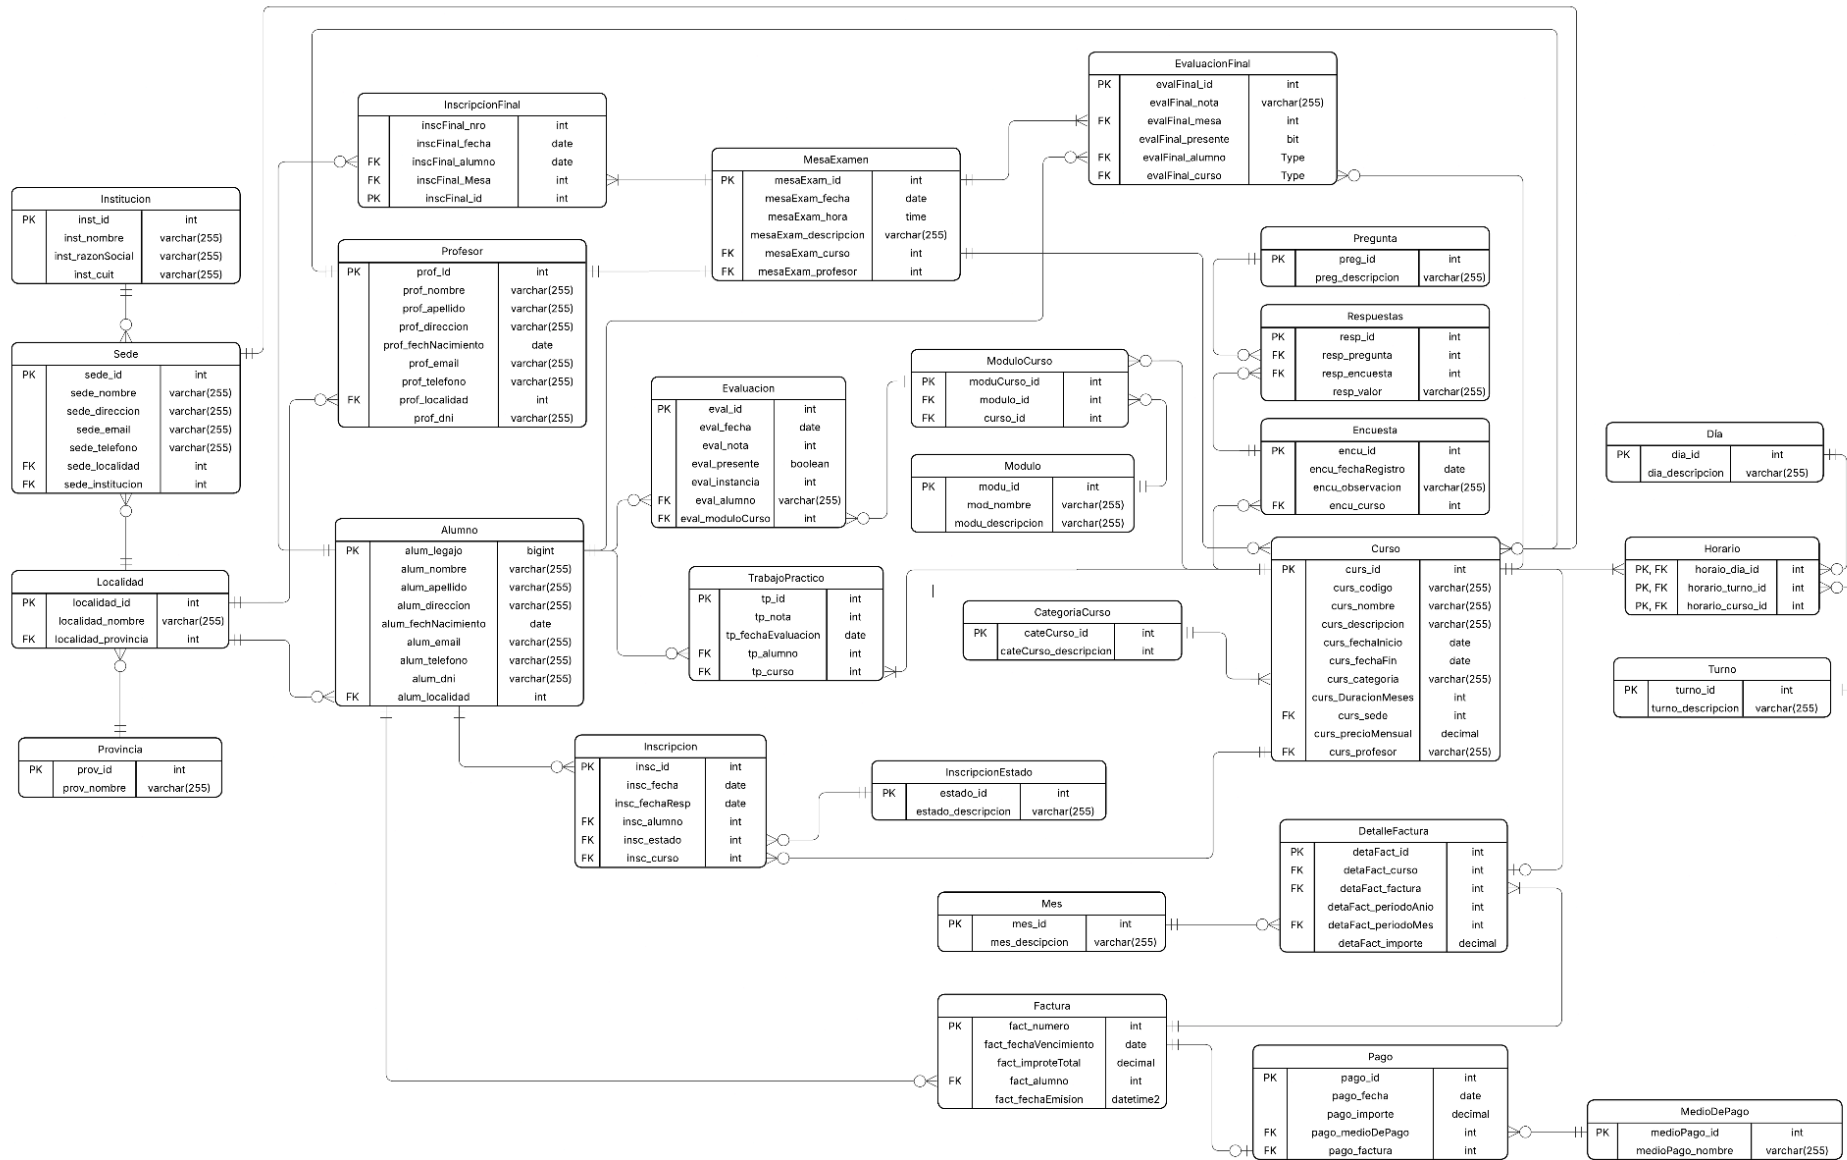 InscripcionFinal
inscFinal_nro int
inscFinal_fecha date
FK inscFinal_alumno date
FK inscFinal_Mesa int
PK inscFinal_id int
EvaluacionFinal
PK evalFinal_id int
evalFinal_nota varchar(255)
FK evalFinal_mesa int
evalFinal_presente bit
FK evalFinal_alumno Type
FK evalFinal_curso Type
MesaExamen
PK mesaExam_id int
mesaExam_fecha date
mesaExam_hora time
mesaExam_descripcion varchar(255)
FK mesaExam_curso int
FK mesaExam_profesor int
Institucion
PK inst_id int
inst_nombre varchar(255)
inst_razonSocial varchar(255)
inst_cuit varchar(255)
Profesor
PK prof_Id int
prof_nombre varchar(255)
prof_apellido varchar(255)
prof_direccion varchar(255)
prof_fechNacimiento date
prof_email varchar(255)
prof_telefono varchar(255)
FK prof_localidad int
prof_dni varchar(255)
Pregunta
PK preg_id int
preg_descripcion varchar(255)
Respuestas
PK resp_id int
FK resp_pregunta int
FK resp_encuesta int
resp_valor varchar(255)
Sede
PK sede_id int
sede_nombre varchar(255)
sede_direccion varchar(255)
sede_email varchar(255)
sede_telefono varchar(255)
FK sede_localidad int
FK sede_institucion int
ModuloCurso
PK moduCurso_id int
FK modulo_id int
FK curso_id int
Evaluacion
PK eval_id int
eval_fecha date
eval_nota int
eval_presente boolean
eval_instancia int
FK eval_alumno varchar(255)
FK eval_moduloCurso int
Encuesta
PK encu_id int
encu_fechaRegistro date
encu_observacion varchar(255)
FK encu_curso int
Día
PK dia_id int
dia_descripcion varchar(255)
Modulo
PK modu_id int
mod_nombre varchar(255)
modu_descripcion varchar(255)
Alumno
PK alum_legajo bigint
alum_nombre varchar(255)
alum_apellido varchar(255)
alum_direccion varchar(255)
alum_fechNacimiento date
alum_email varchar(255)
alum_telefono varchar(255)
alum_dni varchar(255)
FK alum_localidad int
Curso
PK curs_id int
curs_codigo varchar(255)
curs_nombre varchar(255)
curs_descripcion varchar(255)
curs_fechaInicio date
curs_fechaFin date
curs_categoria varchar(255)
curs_DuracionMeses int
FK curs_sede int
curs_precioMensual decimal
FK curs_profesor varchar(255)
Horario
PK, FK horaio_dia_id int
PK, FK horario_turno_id int
PK, FK horario_curso_id int
Localidad
PK localidad_id int
localidad_nombre varchar(255)
FK localidad_provincia int
TrabajoPractico
PK tp_id int
tp_nota int
tp_fechaEvaluacion date
FK tp_alumno int
FK tp_curso int
CategoriaCurso
PK cateCurso_id int
cateCurso_descripcion int
Turno
PK turno_id int
turno_descripcion varchar(255)
Provincia
PK prov_id int
prov_nombre varchar(255)
Inscripcion
PK insc_id int
insc_fecha date
insc_fechaResp date
FK insc_alumno int
FK insc_estado int
FK insc_curso int
InscripcionEstado
PK estado_id int
estado_descripcion varchar(255)
DetalleFactura
PK detaFact_id int
FK detaFact_curso int
FK detaFact_factura int
detaFact_periodoAnio int
FK detaFact_periodoMes int
detaFact_importe decimal
Mes
PK mes_id int
mes_descipcion varchar(255)
Factura
PK fact_numero int
fact_fechaVencimiento date
fact_improteTotal decimal
FK fact_alumno int
fact_fechaEmision datetime2
Pago
PK pago_id int
pago_fecha date
pago_importe decimal
FK pago_medioDePago int
FK pago_factura int
MedioDePago
PK medioPago_id int
medioPago_nombre varchar(255)